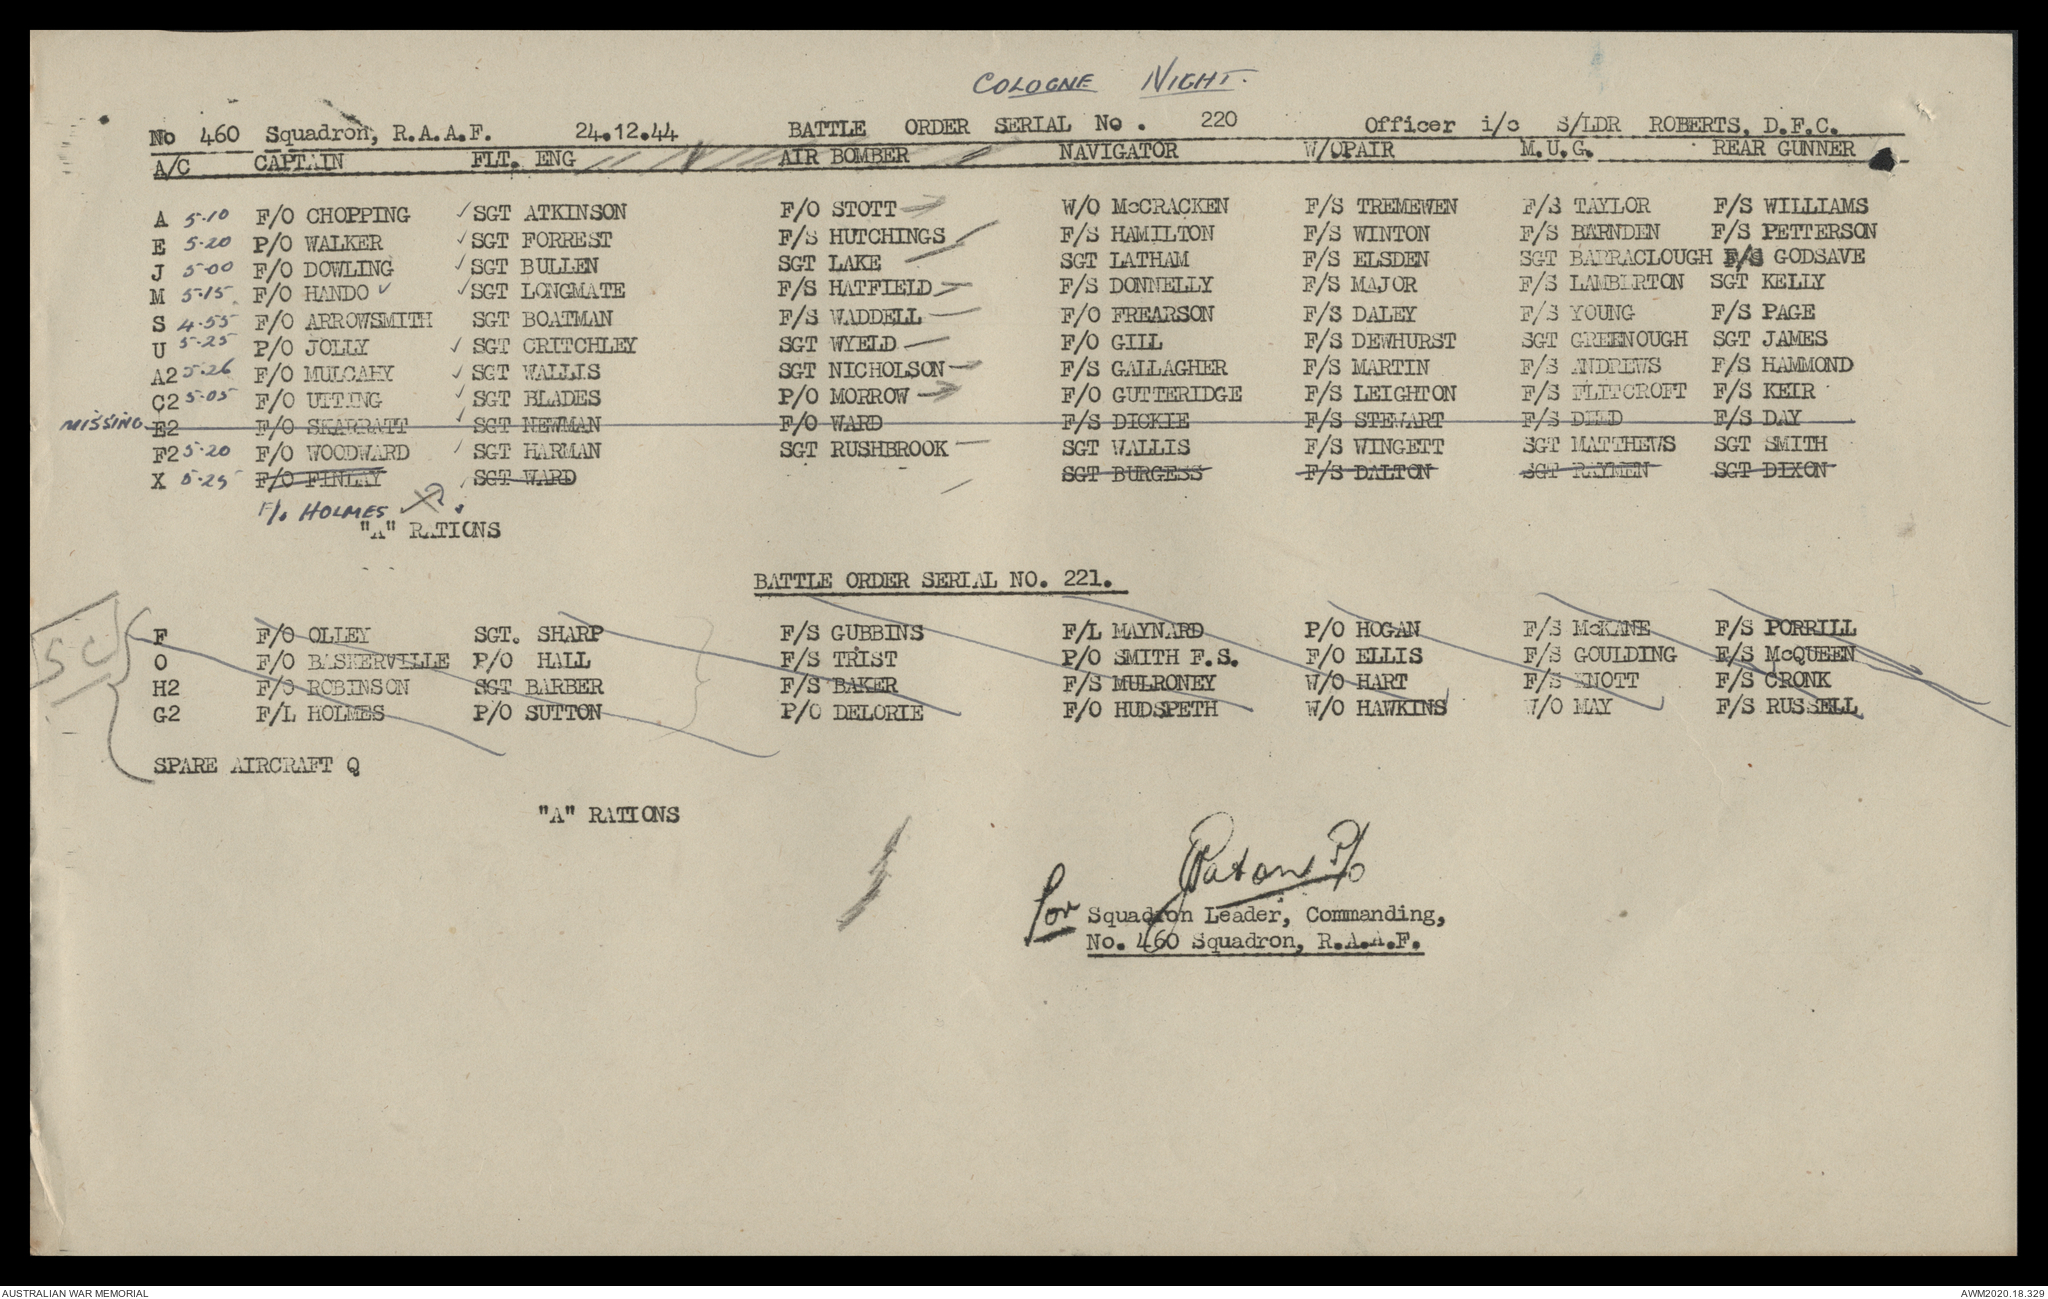 COLOGNE NIGHT.
No 460 Squadron, R.A.A.F. 24.12.44 BATTLE ORDER SERIAL No. 220 Officer i/c S/LDR ROBERTS, D.F.C.
A/C CAPTAIN FLT. ENG AIR BOMBER NAVIGATOR W/OPAIR M.U.G. REAR GUNNER
A 5-10 F/O CHOPPING ✓ SGT ATKINSON F/O STOTT W/O McCRACKEN F/S TREMEWEN F/S TAYLOR F/S WILLIAMS
E 5-20 P/O WALKER ✓ SGT FORREST F/S HUTCHINGS F/S HAMILTON F/S WINTON F/S BARNDEN F/S PETTERSON
J 5-00 F/O DOWLING ✓ SGT BULLEN SGT LAKE SGT LATHAM F/S ELSDEN SGT BARRACLOUGH F/S GODSAVE
M 5-15 F/O HANDO ✓ ✓ SGT LONGMATE F/S HATFIELD F/S DONNELLY F/S MAJOR F/S LAMBERTON SGT KELLY
S 4-55 F/O ARROWSMITH SGT BOATMAN F/S WADDELL F/O FREARSON F/S DALEY F/S YOUNG F/S PAGE
U 5-25 P/O JOLLY ✓ SGT CRITCHLEY SGT WYELD F/O GILL F/S DEWHURST SGT GREENOUGH SGT JAMES
A2 5-26 F/O MULCAHY ✓ SGT WALLIS SGT NICHOLSON F/S GALLAGHER F/S MARTIN F/S ANDREWS F/S HAMMOND
C2 5-05 F/O UTTING ✓ SGT BLADES P/O MORROW F/O GUTTERIDGE F/S LEIGHTON F/S FLITCROFT F/S KEIR
MISSING E2 F/O SKARRATT ✓ SGT NEWMAN F/O WARD F/S DICKIE F/S STEWART F/S DEED F/S DAY
F2 5-20 F/O WOODWARD ✓ SGT HARMAN SGT RUSHBROOK SGT WALLIS F/S WINGETT SGT MATTHEWS SGT SMITH
X 5-25 F/O FINLAY SGT WARD SGT BURGESS F/S DALTON SGT RAYMEN SGT DIXON
F/L HOLMES
"A" RATIONS
BATTLE ORDER SERIAL NO. 221.
SC
F F/O OLLEY SGT. SHARP F/S GUBBINS F/L MAYNARD P/O HOGAN F/S McKANE F/S PORRILL
O F/O BASKERVILLE P/O HALL F/S TRIST P/O SMITH F.S. F/O ELLIS F/S GOULDING F/S McQUEEN
H2 F/O ROBINSON SGT BARBER F/S BAKER F/S MULRONEY W/O HART F/S KNOTT F/S CRONK
G2 F/L HOLMES P/O SUTTON P/O DELORIE F/O HUDSPETH W/O HAWKINS W/O MAY F/S RUSSELL
SPARE AIRCRAFT Q
"A" RATIONS
Paton P/O
for Squadron Leader, Commanding,
No. 460 Squadron, R.A.A.F.
AUSTRALIAN WAR MEMORIAL AWM2020.18.329